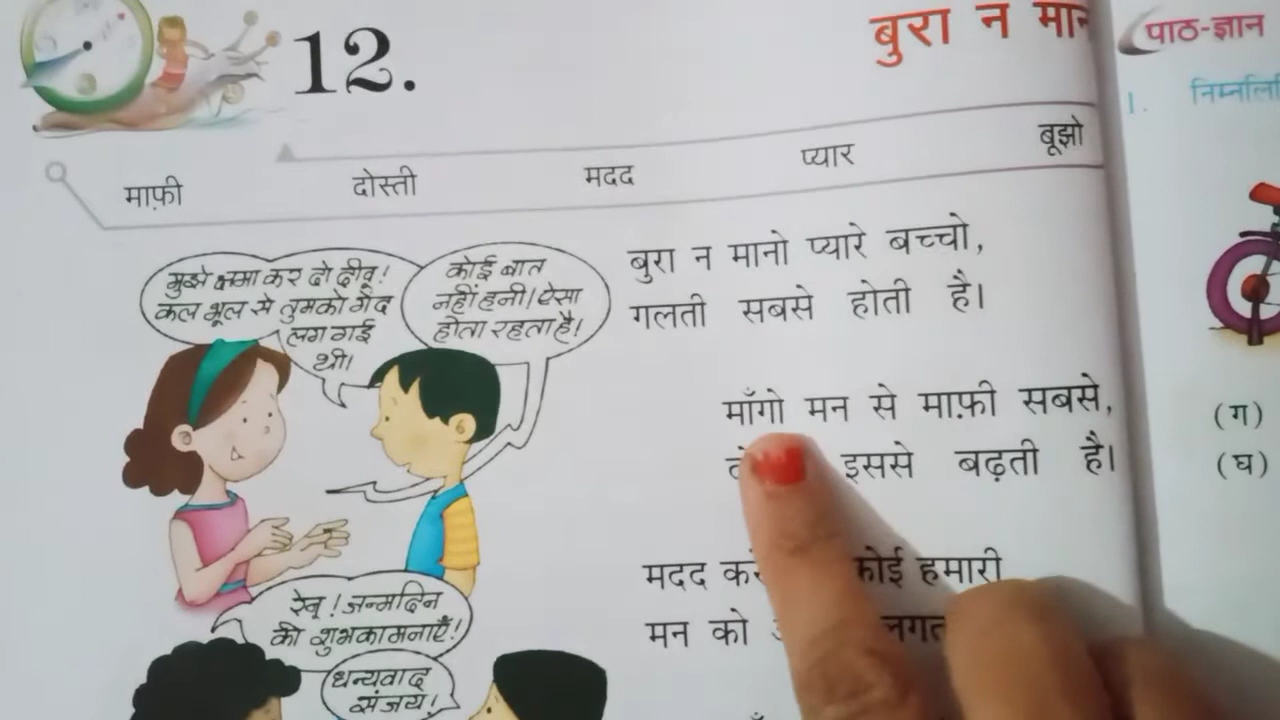 12.
बुरा न मान
पाठ-ज्ञान
1.
माफ़ी दोस्ती मदद प्यार बूझो
मुझे क्षमा कर दो दीबू!
कल भूल से तुमको गेंद
लग गई
थी।
कोई बात
नहीं हनी। ऐसा
होता रहता है!
बुरा न मानो प्यारे बच्चो,
गलती सबसे होती है।
माँगो मन से माफ़ी सबसे,
इससे बढ़ती है।
मदद कोई हमारी
मन को
रेबू! जन्मदिन
की शुभकामनाएँ!
धन्यवाद
संजय!
(ग)
(घ)